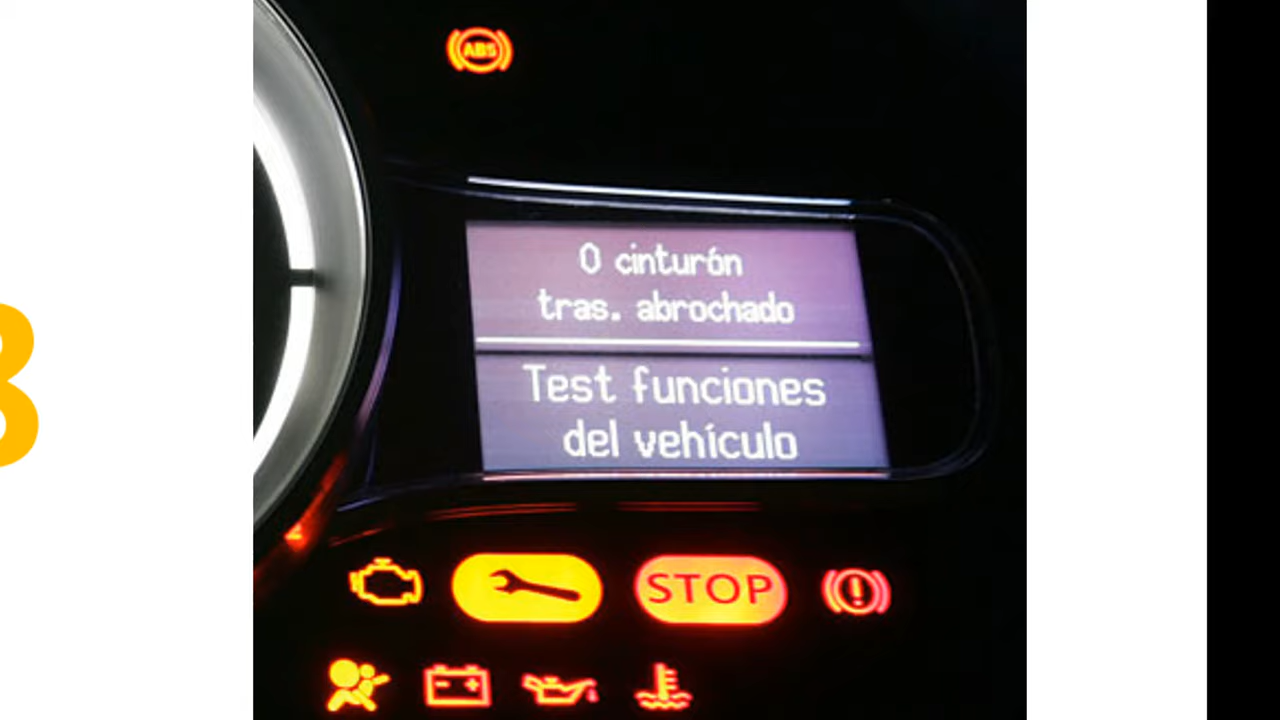 ABS
0 cinturón
tras. abrochado
Test funciones
del vehículo
STOP